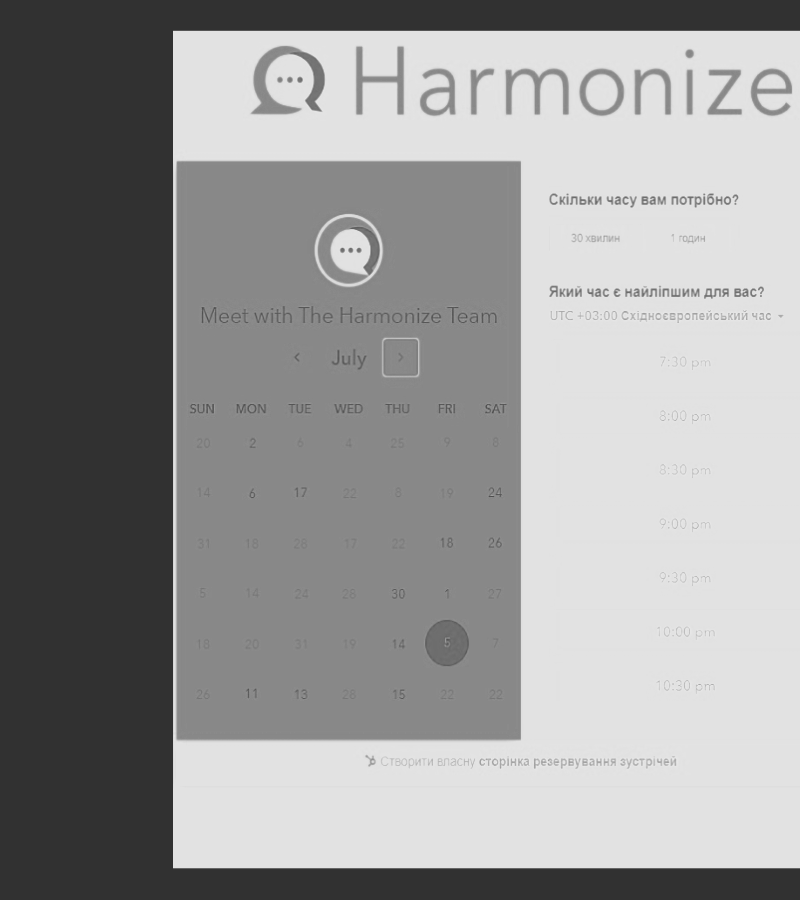 Harmonize
Meet with The Harmonize Team
July
SUN MON TUE WED THU FRI SAT
20 2 6 4 25 9 8
14 6 17 22 8 19 24
31 18 26 17 22 18 26
5 14 24 28 30 1 27
18 20 31 19 14 5 7
26 11 13 28 15 22 22
Скільки часу вам потрібно?
30 хвилин 1 годин
Який час є найліпшим для вас?
UTC +03:00 Східноєвропейський час
7:30 pm
8:00 pm
8:30 pm
9:00 pm
9:30 pm
10:00 pm
10:30 pm
Створити власну сторінка резервування зустрічей